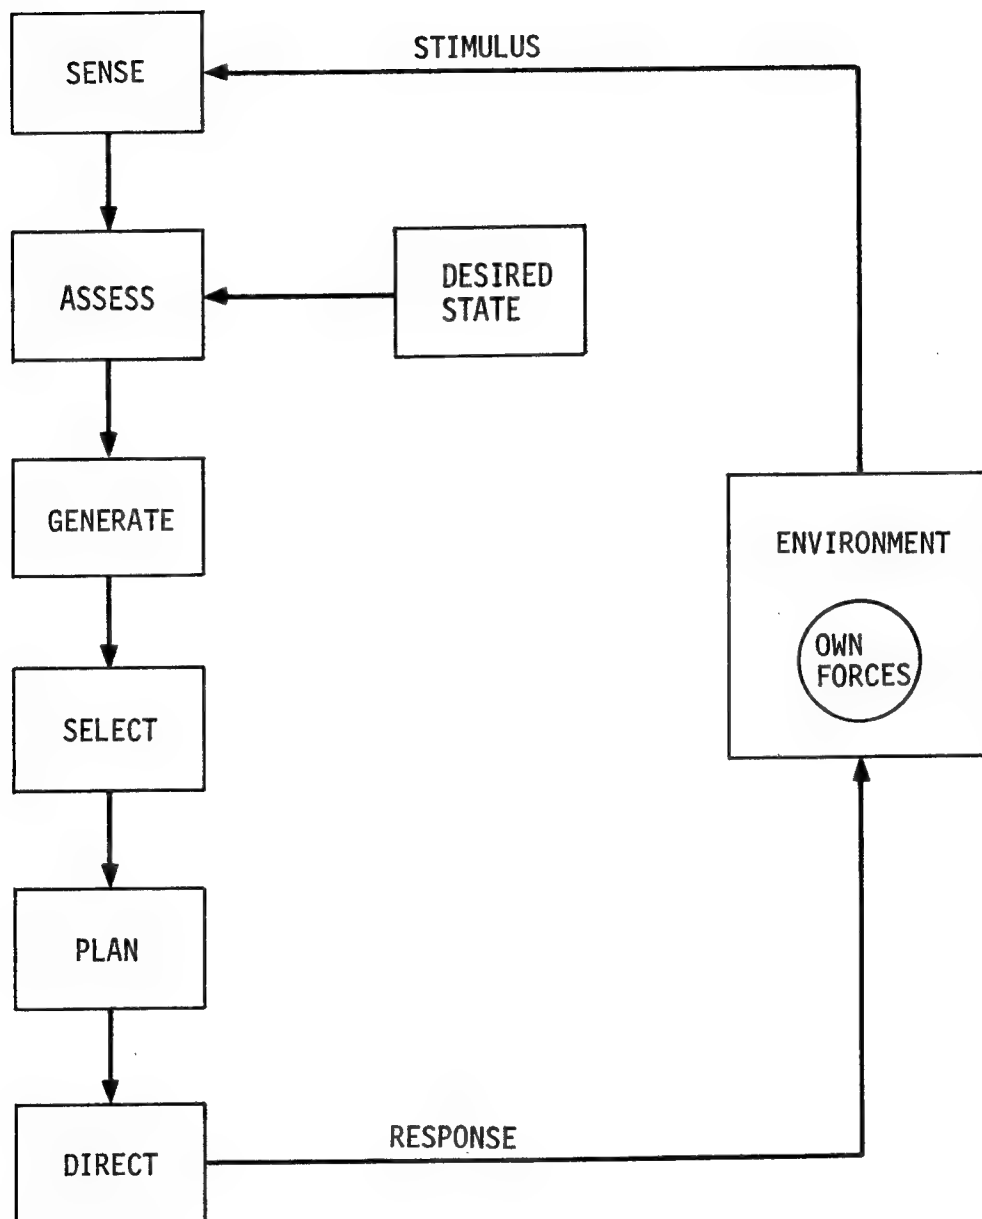 STIMULUS
SENSE
ASSESS
DESIRED
STATE
GENERATE
ENVIRONMENT
OWN
FORCES
SELECT
PLAN
RESPONSE
DIRECT